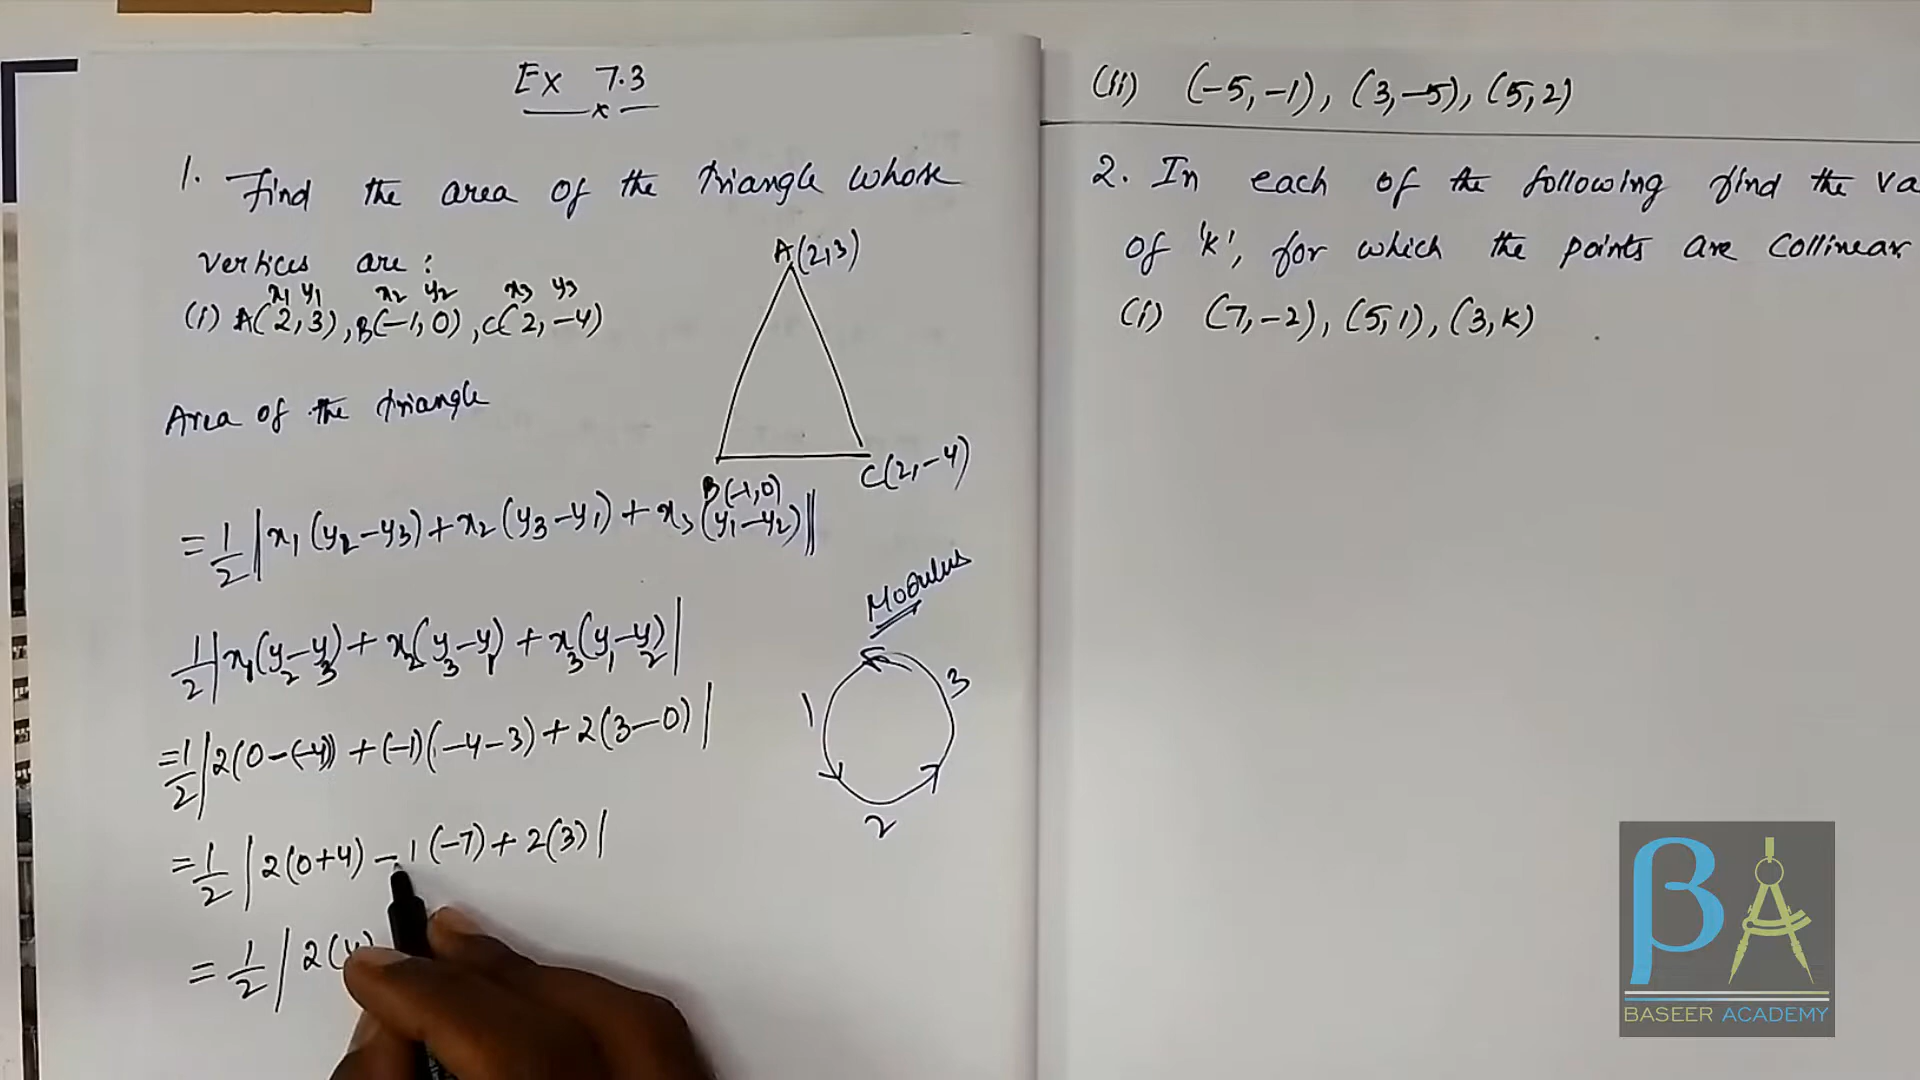 Ex 7.3
1. Find the area of the triangle whose
vertices are :
x1 y1 x2 y2 x3 y3
(i) A(2,3), B(-1,0), C(2,-4)
A(2,3)
B(-1,0)
C(2,-4)
Area of the triangle
= 1/2 |x1(y2-y3)+x2(y3-y1)+x3(y1-y2)|
1/2 |x1(y2-y3)+x2(y3-y1)+x3(y1-y2)|
= 1/2 |2(0-(-4))+(-1)(-4-3)+2(3-0)|
= 1/2 |2(0+4)-1(-7)+2(3)|
= 1/2 |2(4)
Modulus
1
2
3
(ii) (-5,-1), (3,-5), (5,2)
2. In each of the following find the va
of 'k', for which the points are collinear
(i) (7,-2), (5,1), (3,k)
BA
BASEER ACADEMY